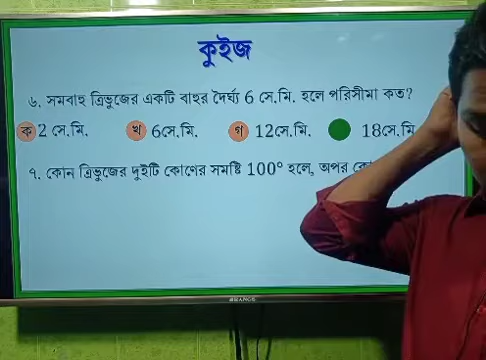 কুইজ
৬. সমবাহু ত্রিভুজের একটি বাহুর দৈর্ঘ্য 6 সে.মি. হলে পরিসীমা কত?
ক 2 সে.মি. খ 6সে.মি. গ 12সে.মি. 18সে.মি
৭. কোন ত্রিভুজের দুইটি কোণের সমষ্টি 100° হলে, অপর